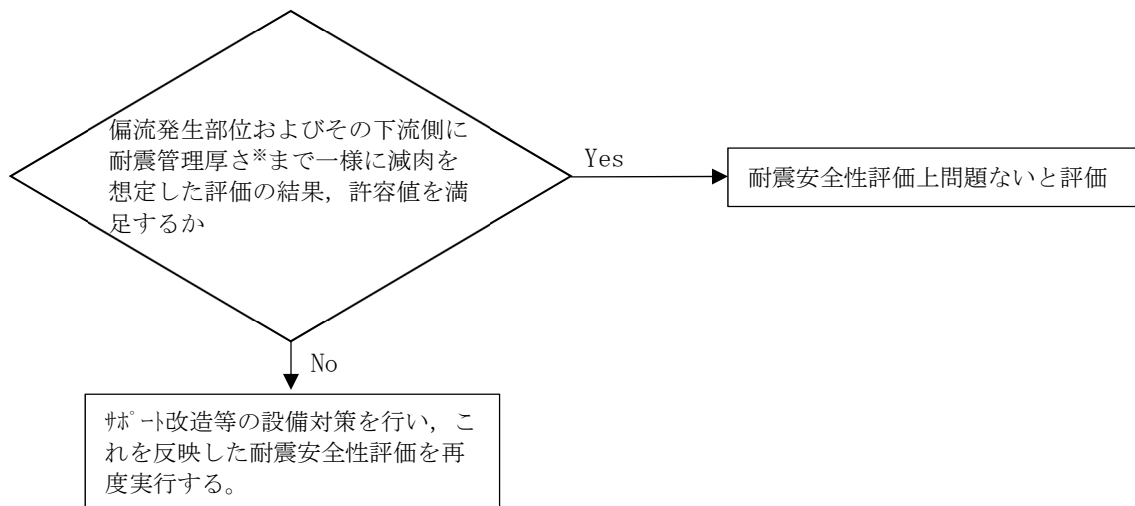 偏流発生部位およびその下流側に
耐震管理厚さ※まで一様に減肉を
想定した評価の結果，許容値を満
足するか
Yes
耐震安全性評価上問題ないと評価
No
ｻﾎﾟｰﾄ改造等の設備対策を行い，こ
れを反映した耐震安全性評価を再
度実行する。